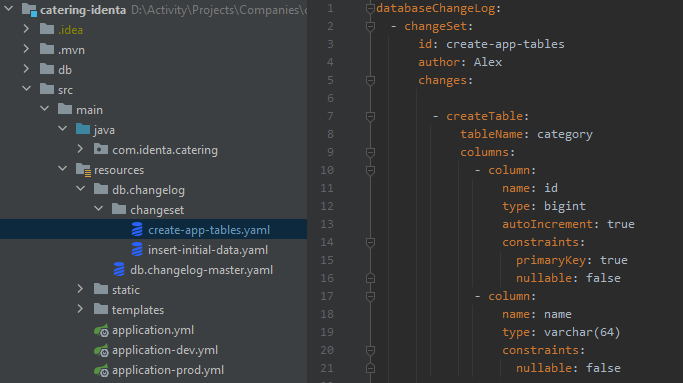 catering-identa D:\Activity\Projects\Companies\
.idea
.mvn
db
src
main
java
com.identa.catering
resources
db.changelog
changeset
create-app-tables.yaml
insert-initial-data.yaml
db.changelog-master.yaml
static
templates
application.yml
application-dev.yml
application-prod.yml
1 databaseChangeLog:
2 - changeSet:
3 id: create-app-tables
4 author: Alex
5 changes:
6
7 - createTable:
8 tableName: category
9 columns:
10 - column:
11 name: id
12 type: bigint
13 autoIncrement: true
14 constraints:
15 primaryKey: true
16 nullable: false
17 - column:
18 name: name
19 type: varchar(64)
20 constraints:
21 nullable: false